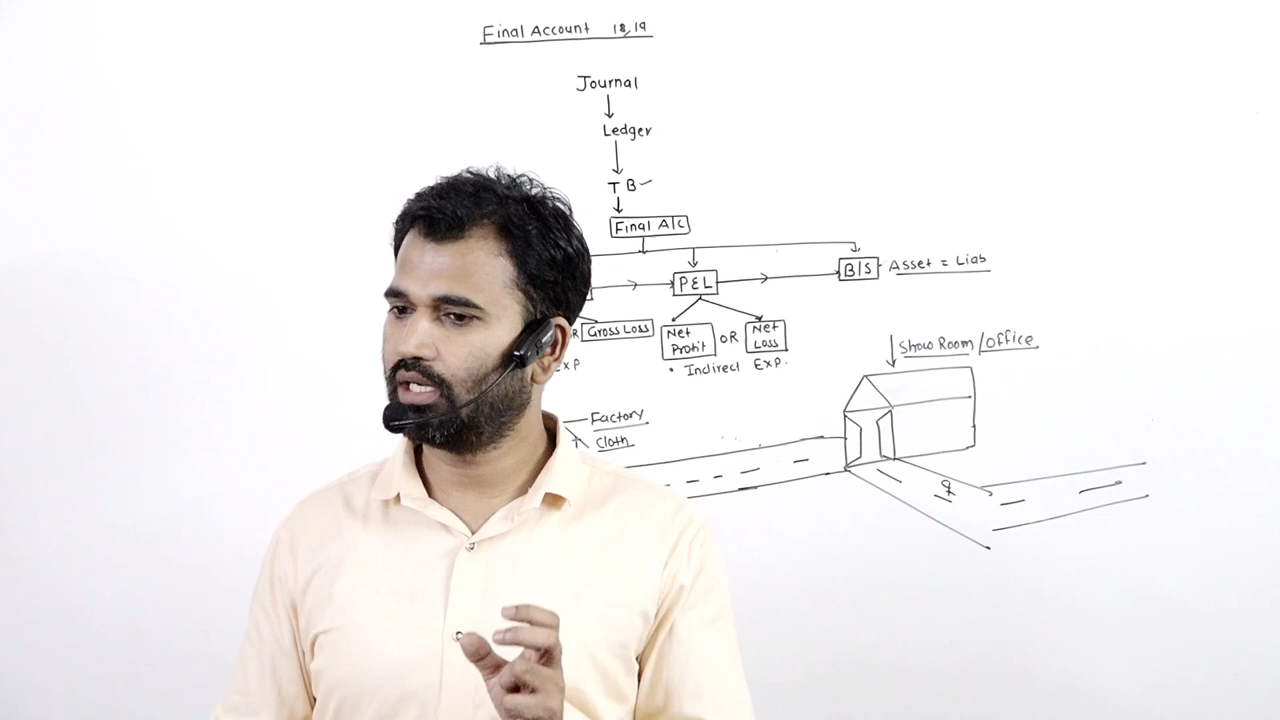 Final Account 18,19
Journal
Ledger
T B
Final A/C
P&L
B/S Asset = Liab
Gross Loss
Net Profit OR Net Loss
Indirect Exp.
Show Room/Office
Factory
Cloth